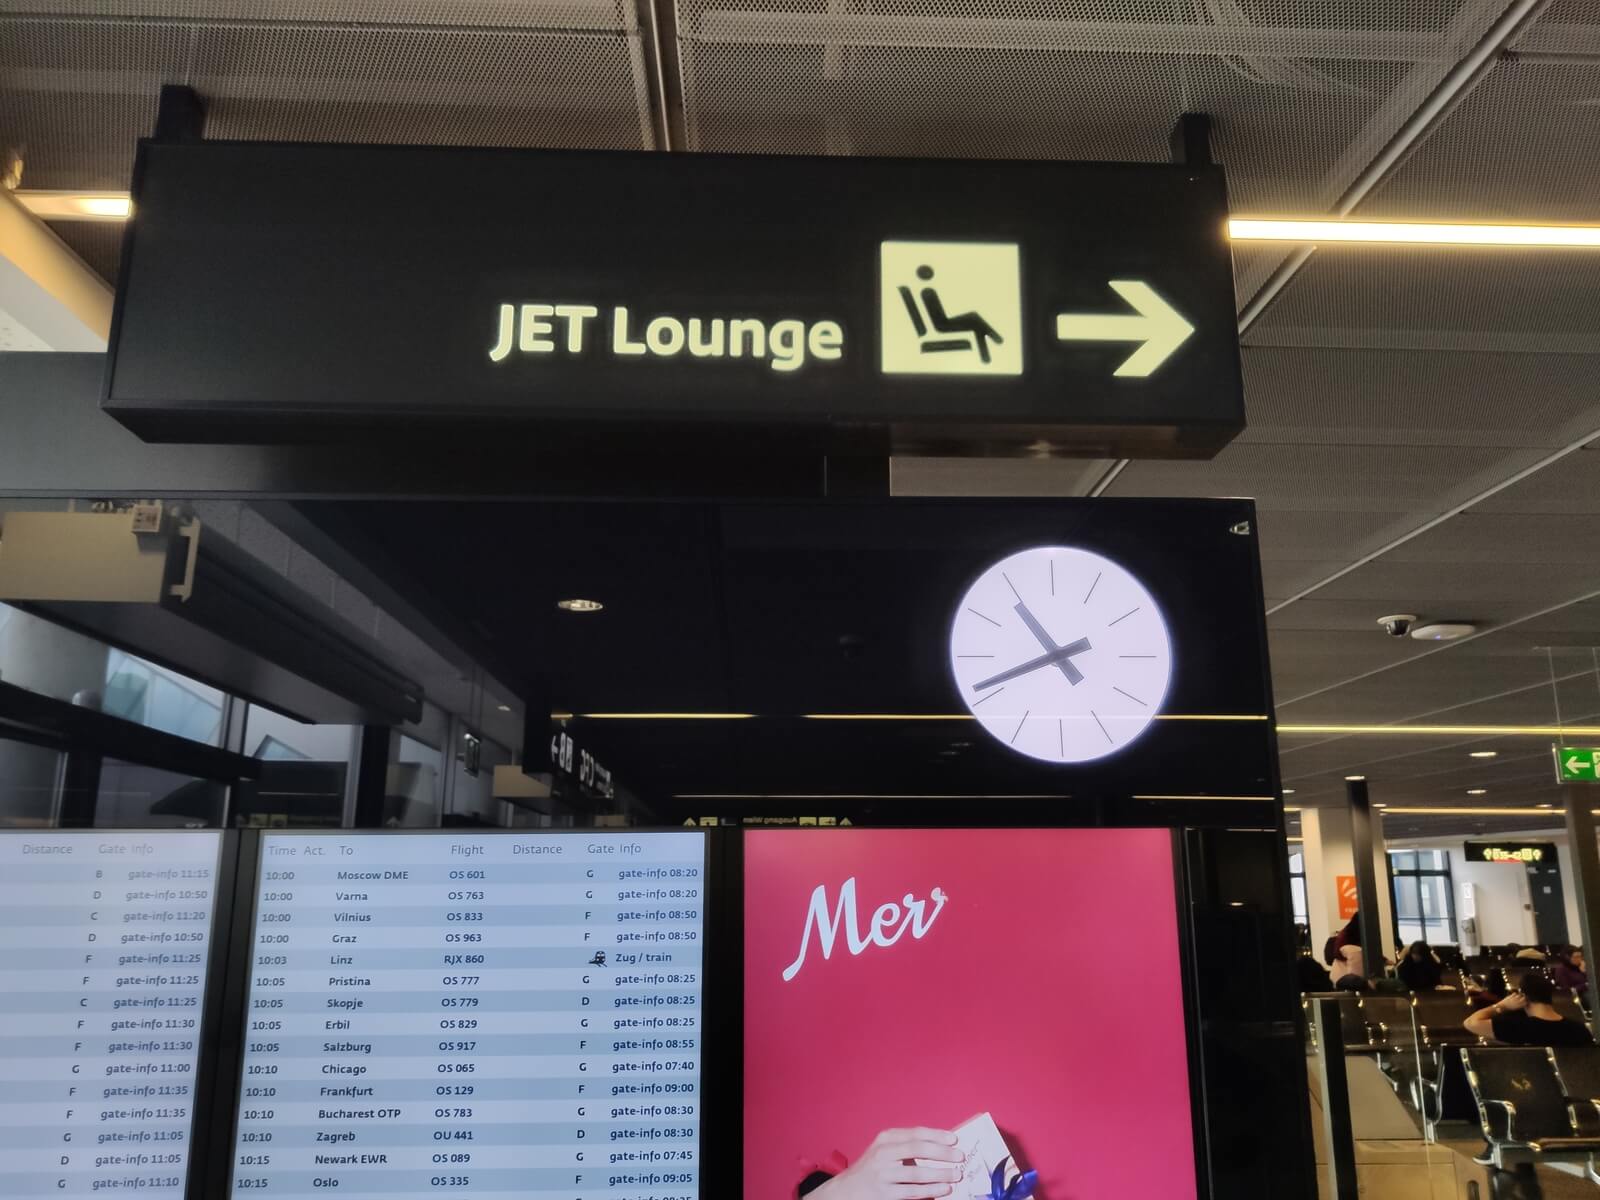 JET Lounge
Distance Gate Info
B gate-info 11:15
D gate-info 10:50
C gate-info 11:20
D gate-info 10:50
F gate-info 11:25
F gate-info 11:25
C gate-info 11:25
F gate-info 11:30
F gate-info 11:30
G gate-info 11:00
F gate-info 11:35
F gate-info 11:35
G gate-info 11:05
D gate-info 11:05
G gate-info 11:10
Time Act. To Flight Distance Gate Info
10:00 Moscow DME OS 601 G gate-info 08:20
10:00 Varna OS 763 G gate-info 08:20
10:00 Vilnius OS 833 F gate-info 08:50
10:00 Graz OS 963 F gate-info 08:50
10:03 Linz RJX 860 Zug / train
10:05 Pristina OS 777 G gate-info 08:25
10:05 Skopje OS 779 D gate-info 08:25
10:05 Erbil OS 829 G gate-info 08:25
10:05 Salzburg OS 917 F gate-info 08:55
10:10 Chicago OS 065 G gate-info 07:40
10:10 Frankfurt OS 129 F gate-info 09:00
10:10 Bucharest OTP OS 783 G gate-info 08:30
10:10 Zagreb OU 441 D gate-info 08:30
10:15 Newark EWR OS 089 G gate-info 07:45
10:15 Oslo OS 335 F gate-info 09:05
Mer